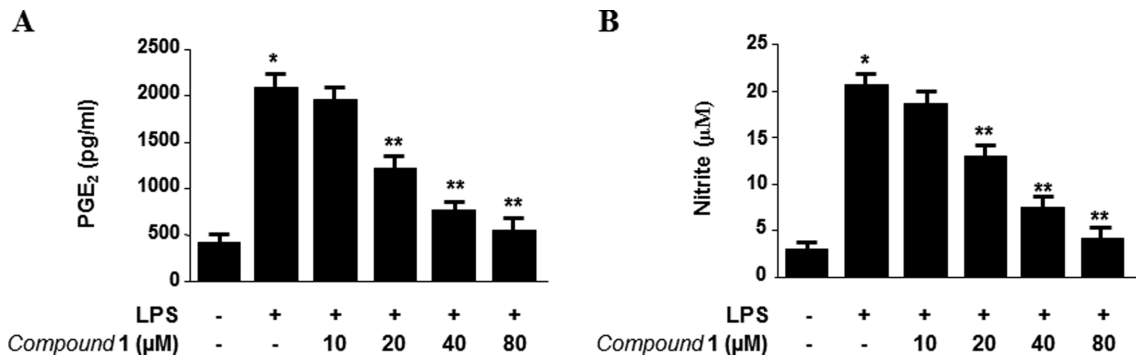 A
PGE2 (pg/ml)
2500
2000
1500
1000
500
0
*
**
**
**
LPS - + + + + +
Compound 1 (µM) - - 10 20 40 80
B
Nitrite (µM)
25
20
15
10
5
0
*
**
**
**
LPS - + + + + +
Compound 1 (µM) - - 10 20 40 80